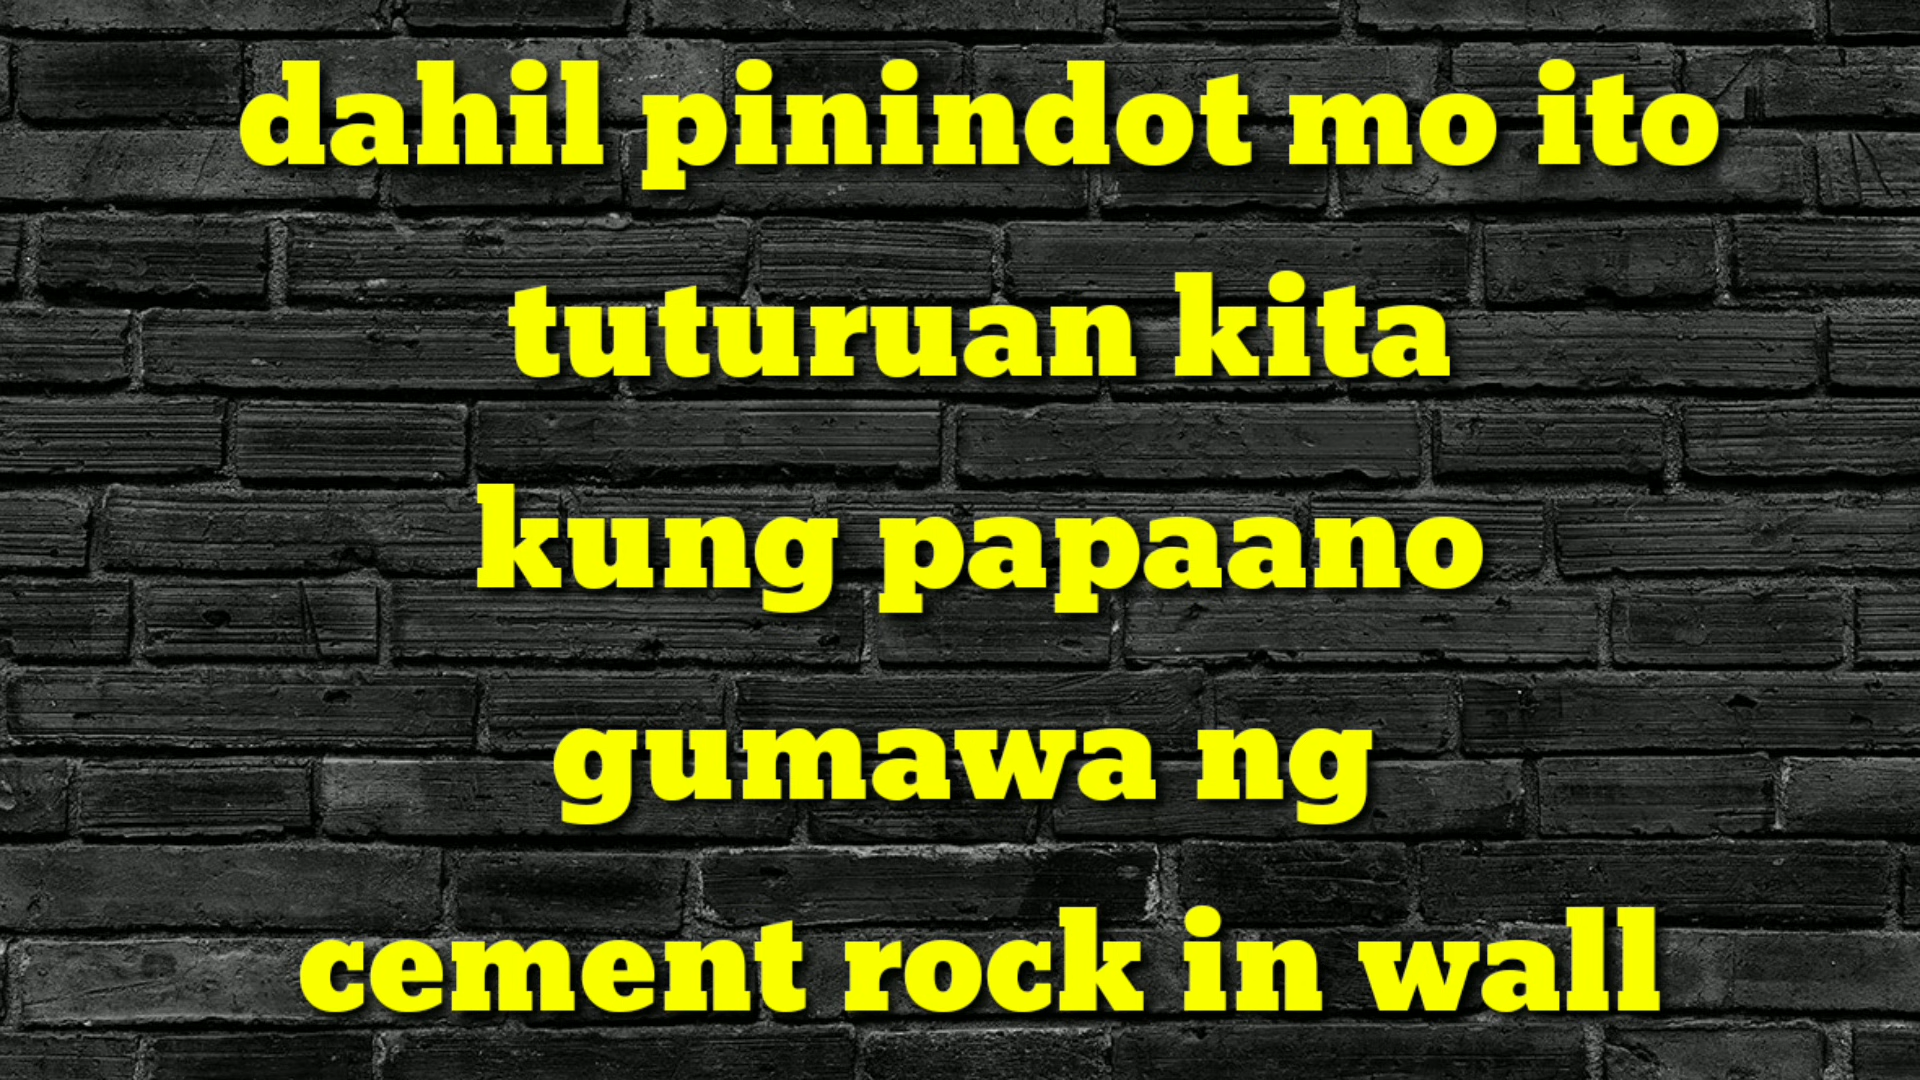 dahil pinindot mo ito
tuturuan kita
kung papaano
gumawa ng
cement rock in wall